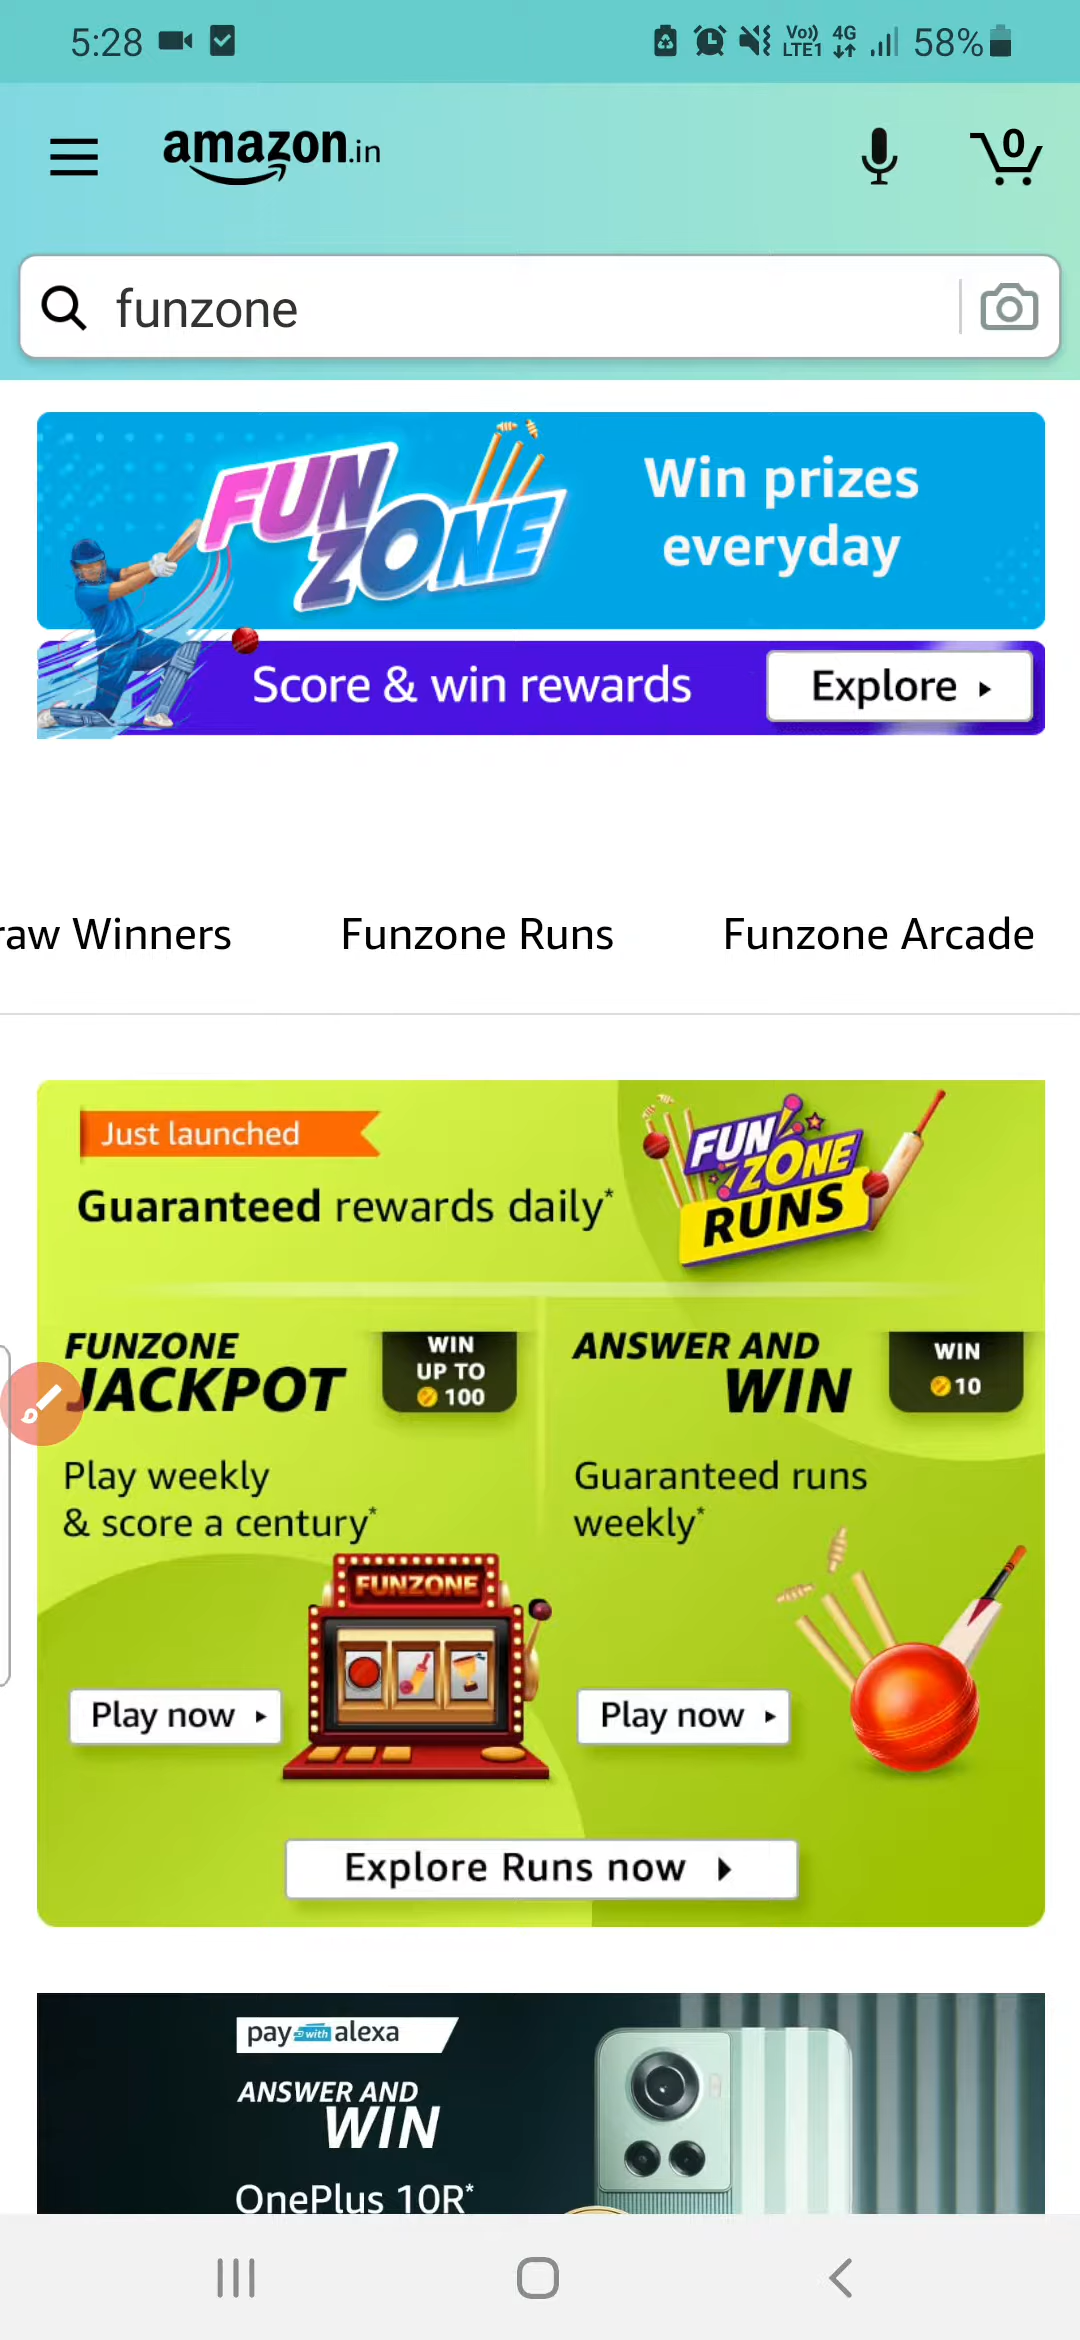 5:28
Vo)) LTE1 4G 58%
amazon.in
0
funzone
FUN ZONE
Win prizes
everyday
Score & win rewards
Explore
raw Winners Funzone Runs Funzone Arcade
Just launched
Guaranteed rewards daily*
FUN ZONE RUNS
FUNZONE
JACKPOT
WIN
UP TO
100
Play weekly
& score a century*
FUNZONE
Play now
ANSWER AND
WIN
WIN
10
Guaranteed runs
weekly*
Play now
Explore Runs now
pay with alexa
ANSWER AND
WIN
OnePlus 10R*